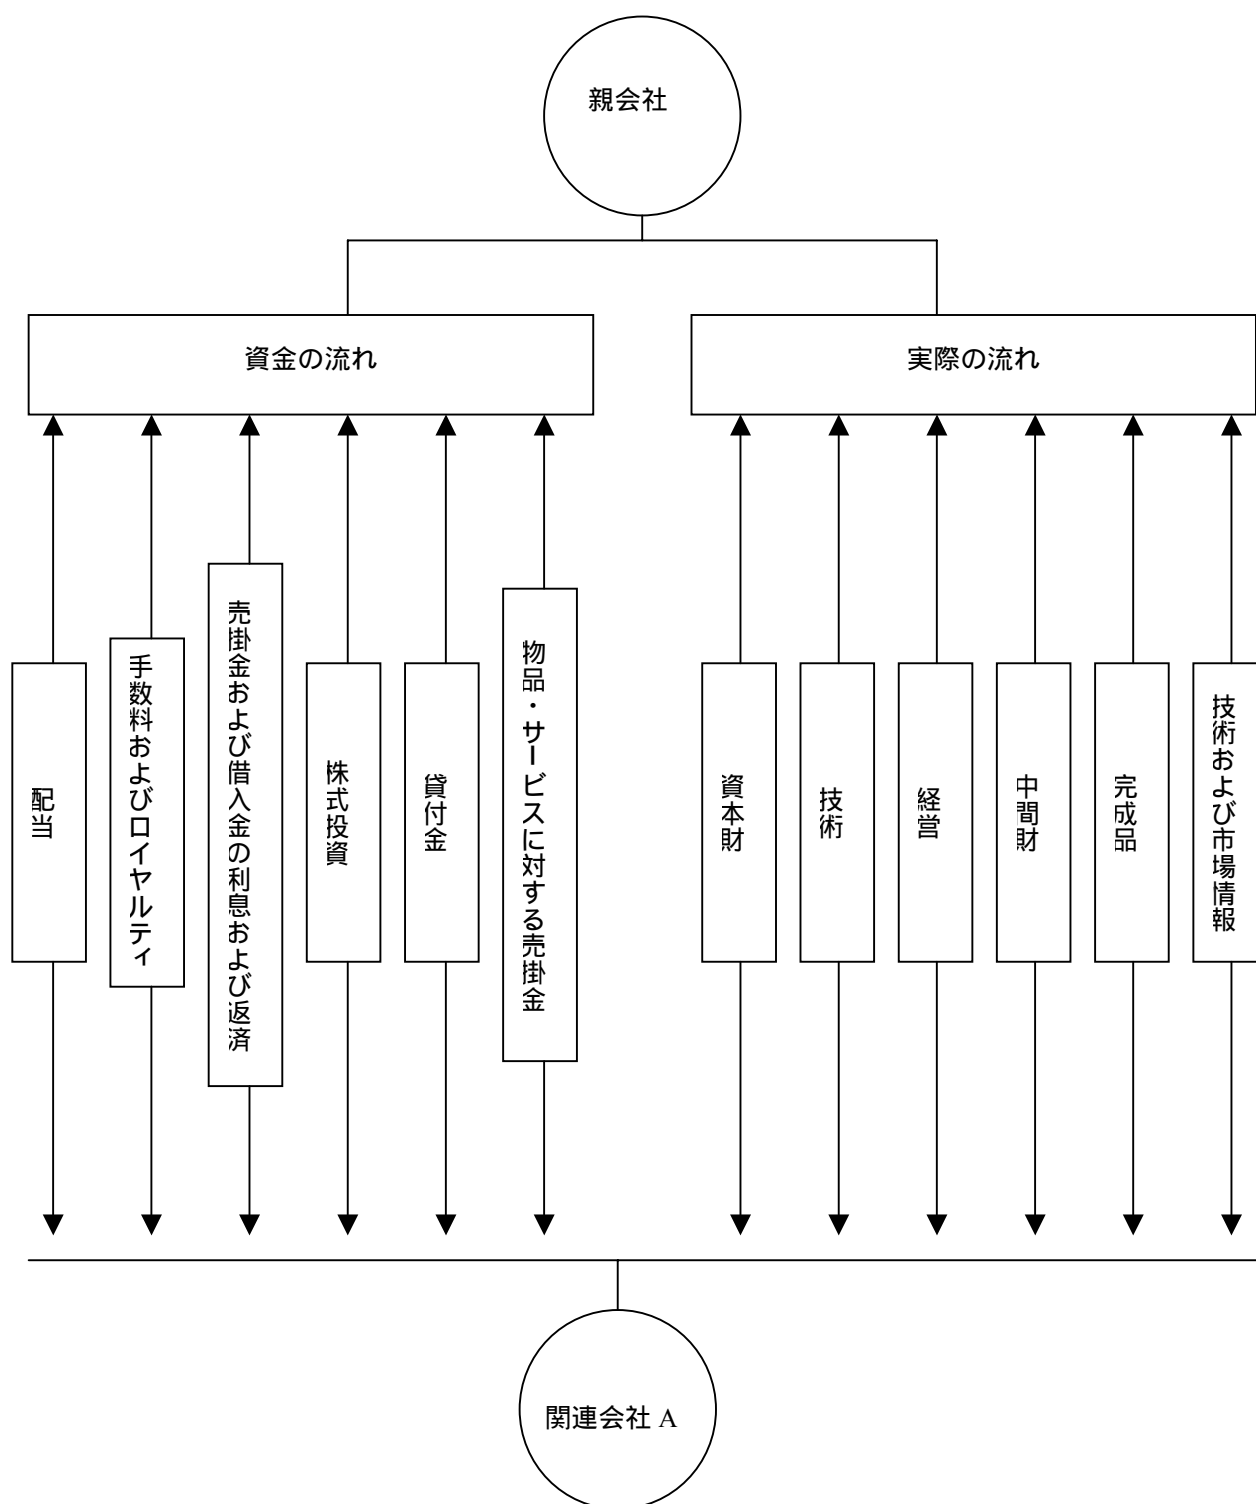 親会社
資金の流れ
実際の流れ
配当
手数料およびロイヤルティ
売掛金および借入金の利息および返済
株式投資
貸付金
物品・サービスに対する売掛金
資本財
技術
経営
中間財
完成品
技術および市場情報
関連会社 A